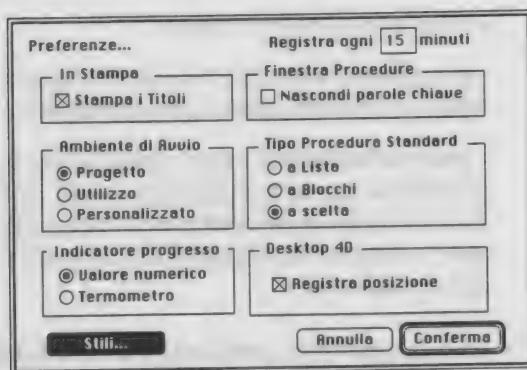 Preferenze...
Registra ogni 15 minuti
In Stampa
Stampa i Titoli
Finestra Procedure
Nascondi parole chiave
Ambiente di Avvio
Progetto
Utilizzo
Personalizzato
Tipo Procedura Standard
a Lista
a Blocchi
a scelta
Indicatore progresso
Valore numerico
Termometro
Desktop 4D
Registra posizione
Stili...
Annulla
Conferma